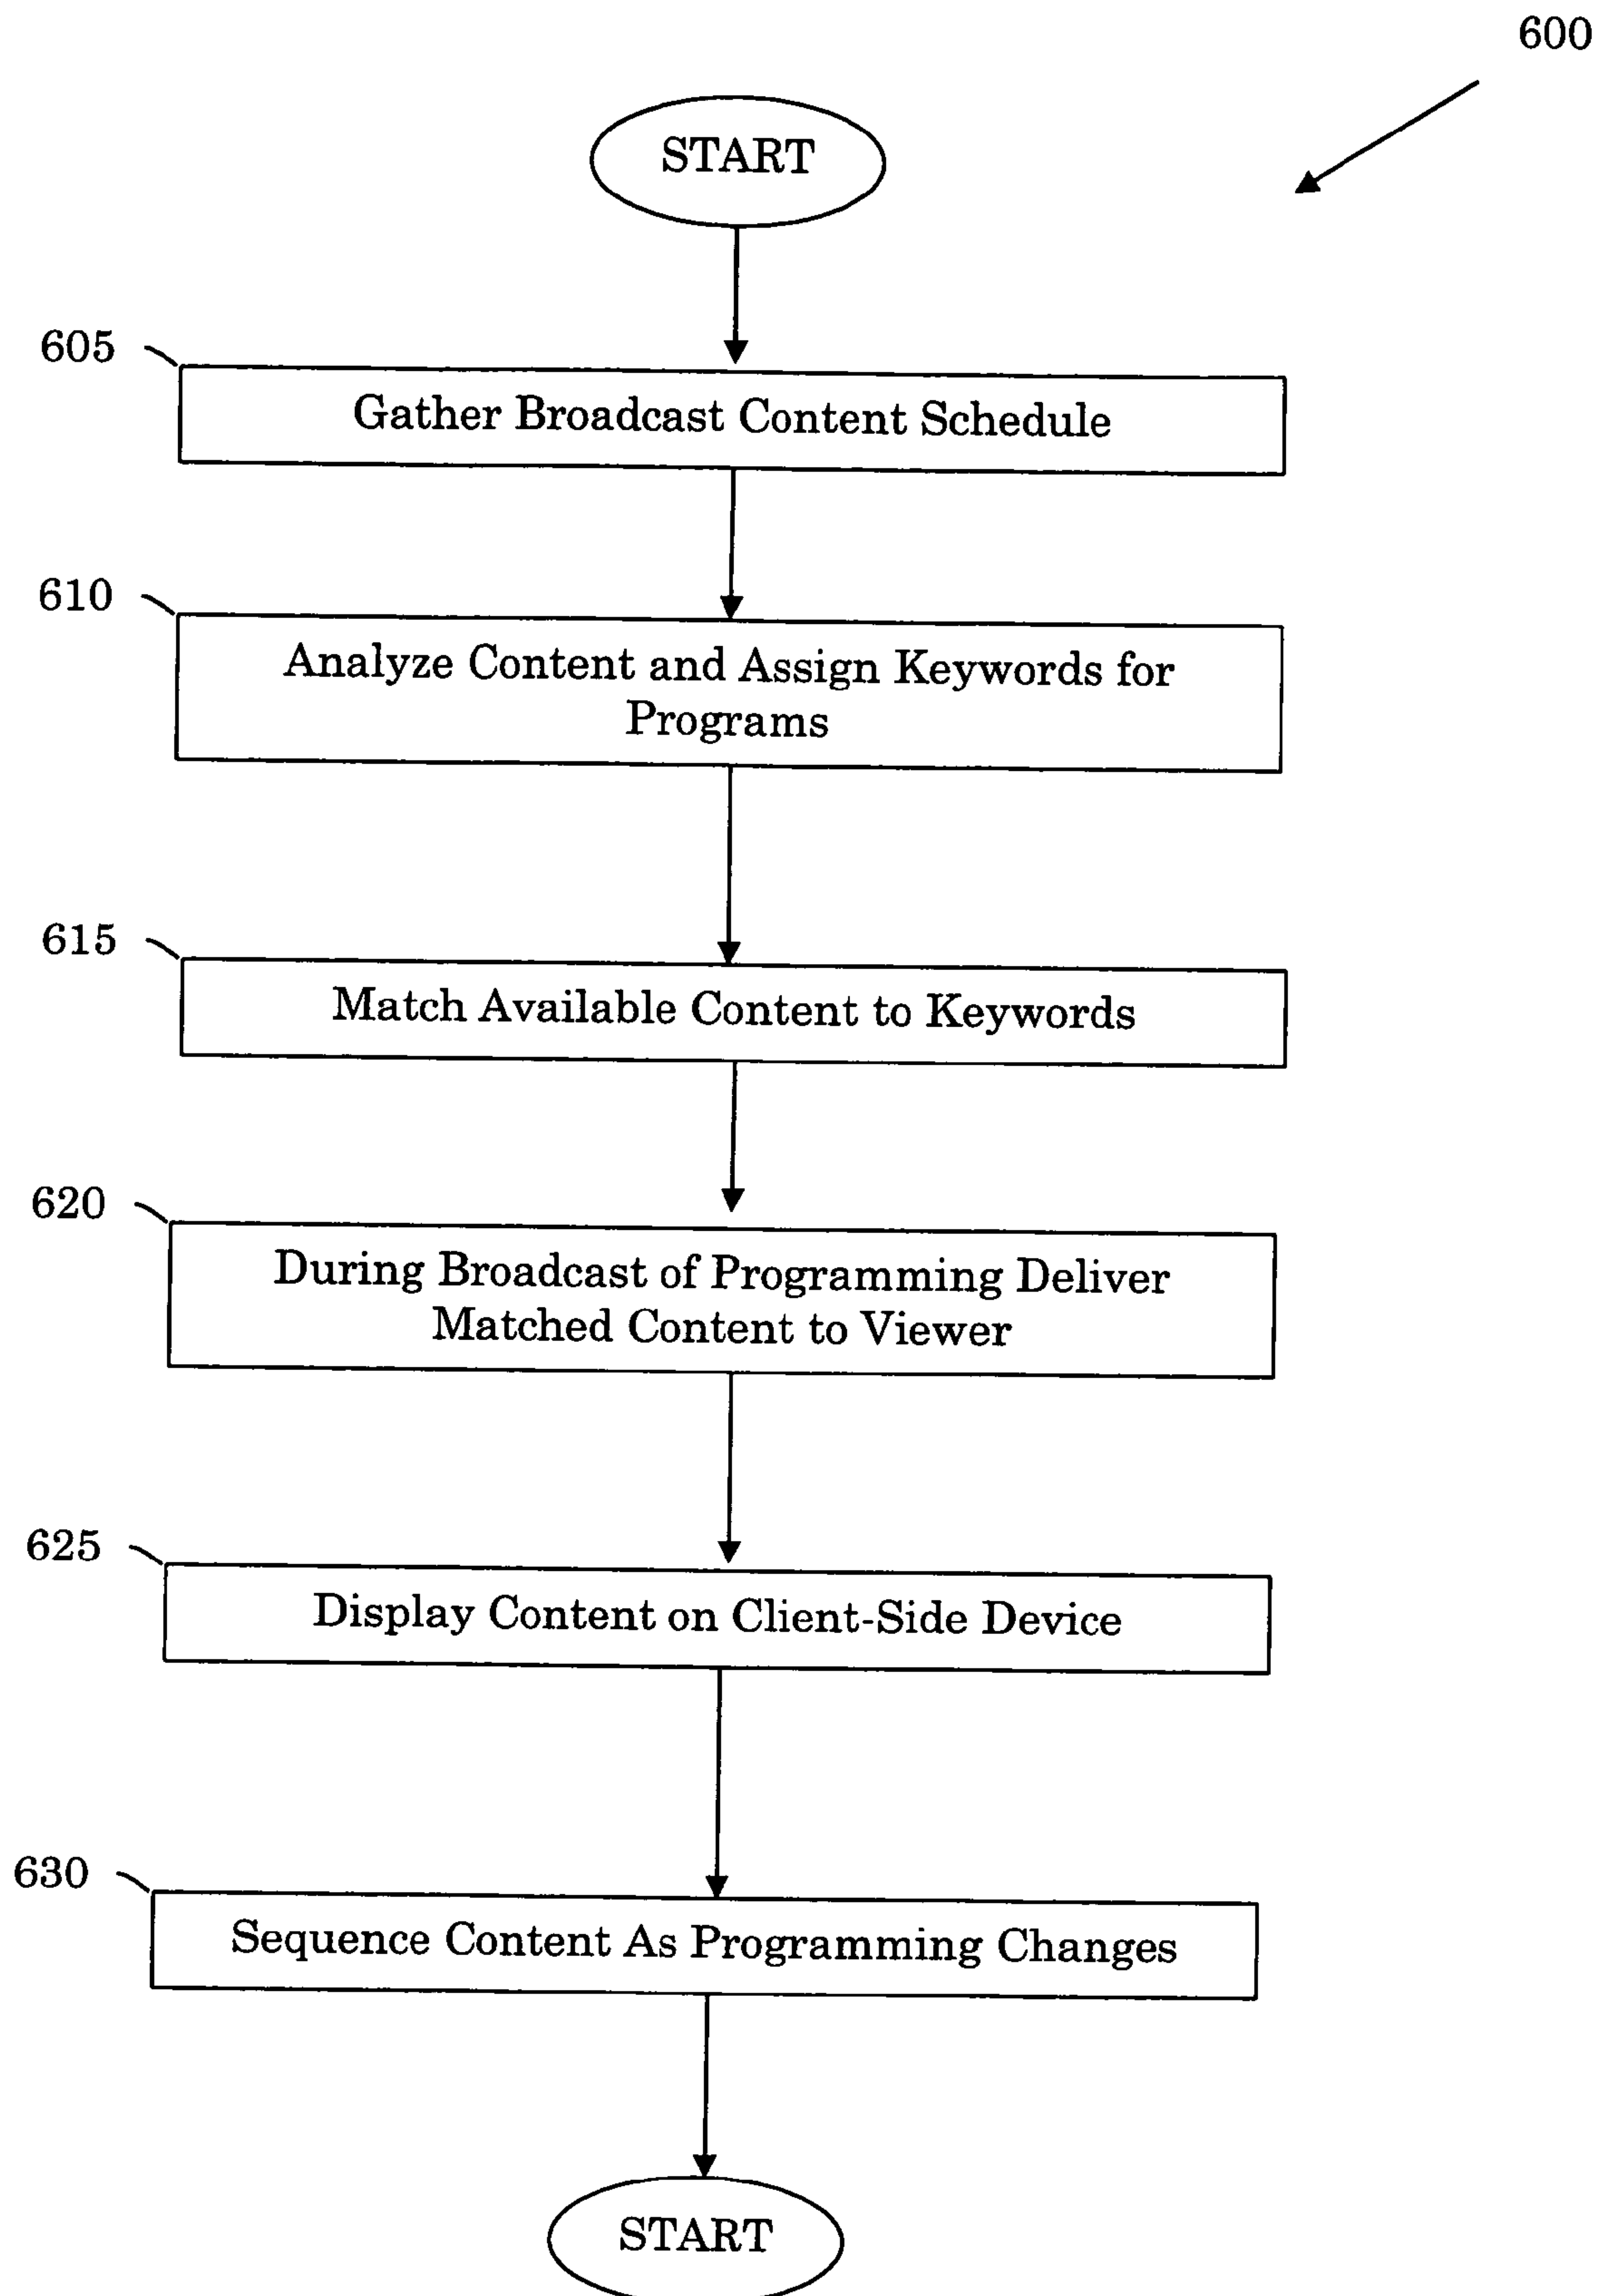 600
START
605
Gather Broadcast Content Schedule
610
Analyze Content and Assign Keywords for
Programs
615
Match Available Content to Keywords
620
During Broadcast of Programming Deliver
Matched Content to Viewer
625
Display Content on Client-Side Device
630
Sequence Content As Programming Changes
START